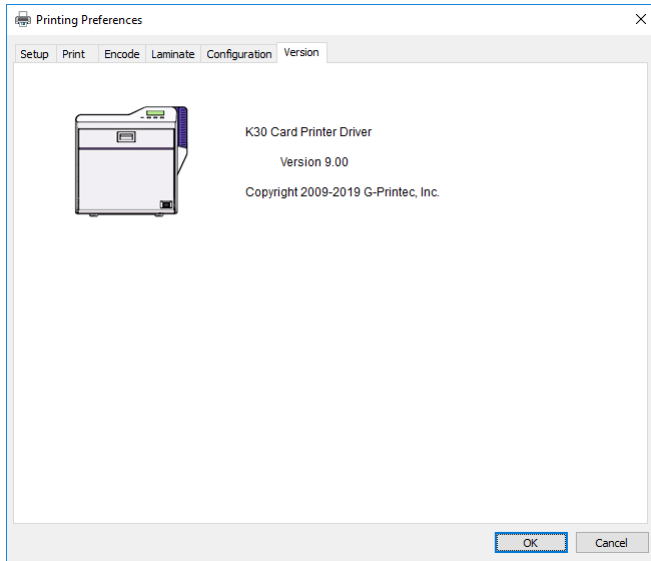 Printing Preferences
Setup Print Encode Laminate Configuration Version
K30 Card Printer Driver
Version 9.00
Copyright 2009-2019 G-Printec, Inc.
OK Cancel